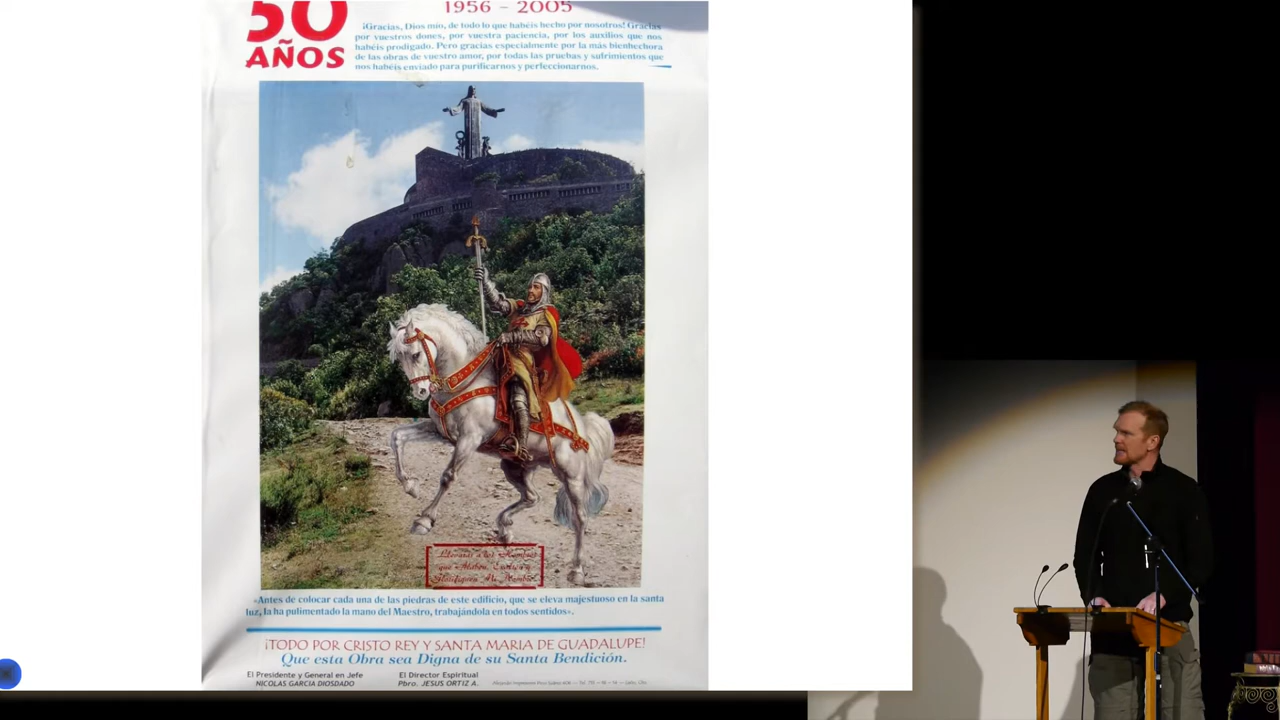 50
AÑOS
1956 - 2005
¡Gracias, Dios mio, de todo lo que habéis hecho por nosotros! Gracias
por vuestros dones, por vuestra paciencia, por los auxilios que nos
habéis prodigado. Pero gracias especialmente por la más bienhechora
de las obras de vuestro amor, por todas las pruebas y sufrimientos que
nos habéis enviado para purificarnos y perfeccionarnos.
que Alaben,
Glorifiquen Mi Nombre
«Antes de colocar cada una de las piedras de este edificio, que se eleva majestuoso en la santa
luz, la ha pulimentado la mano del Maestro, trabajándola en todos sentidos».
¡TODO POR CRISTO REY Y SANTA MARIA DE GUADALUPE!
Que esta Obra sea Digna de su Santa Bendición.
El Presidente y General en Jefe
NICOLAS GARCIA DIOSDADO
El Director Espiritual
Pbro. JESUS ORTIZ A.